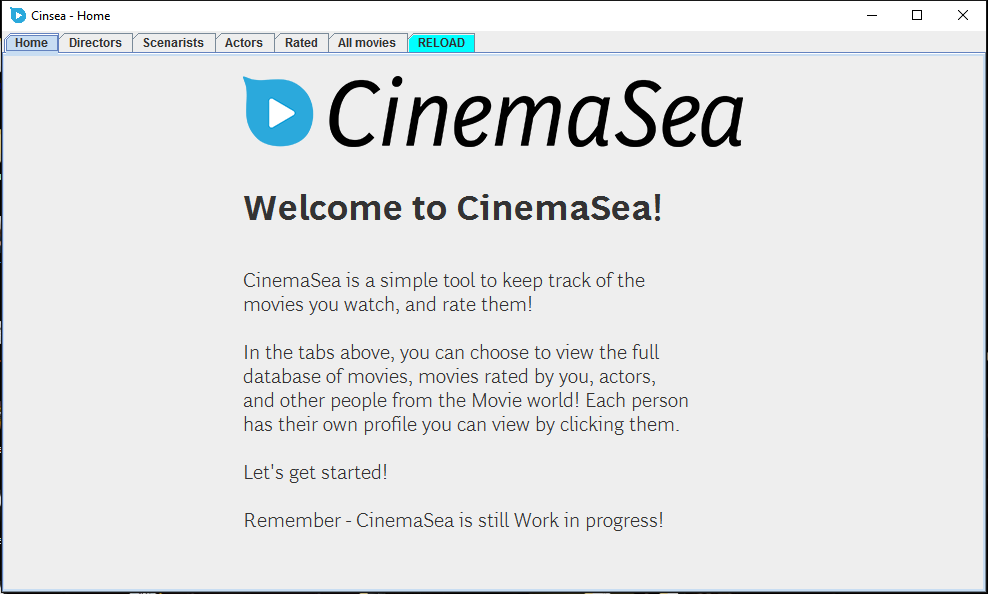 Cinsea - Home
Home Directors Scenarists Actors Rated All movies RELOAD
CinemaSea
Welcome to CinemaSea!
CinemaSea is a simple tool to keep track of the
movies you watch, and rate them!
In the tabs above, you can choose to view the full
database of movies, movies rated by you, actors,
and other people from the Movie world! Each person
has their own profile you can view by clicking them.
Let's get started!
Remember - CinemaSea is still Work in progress!